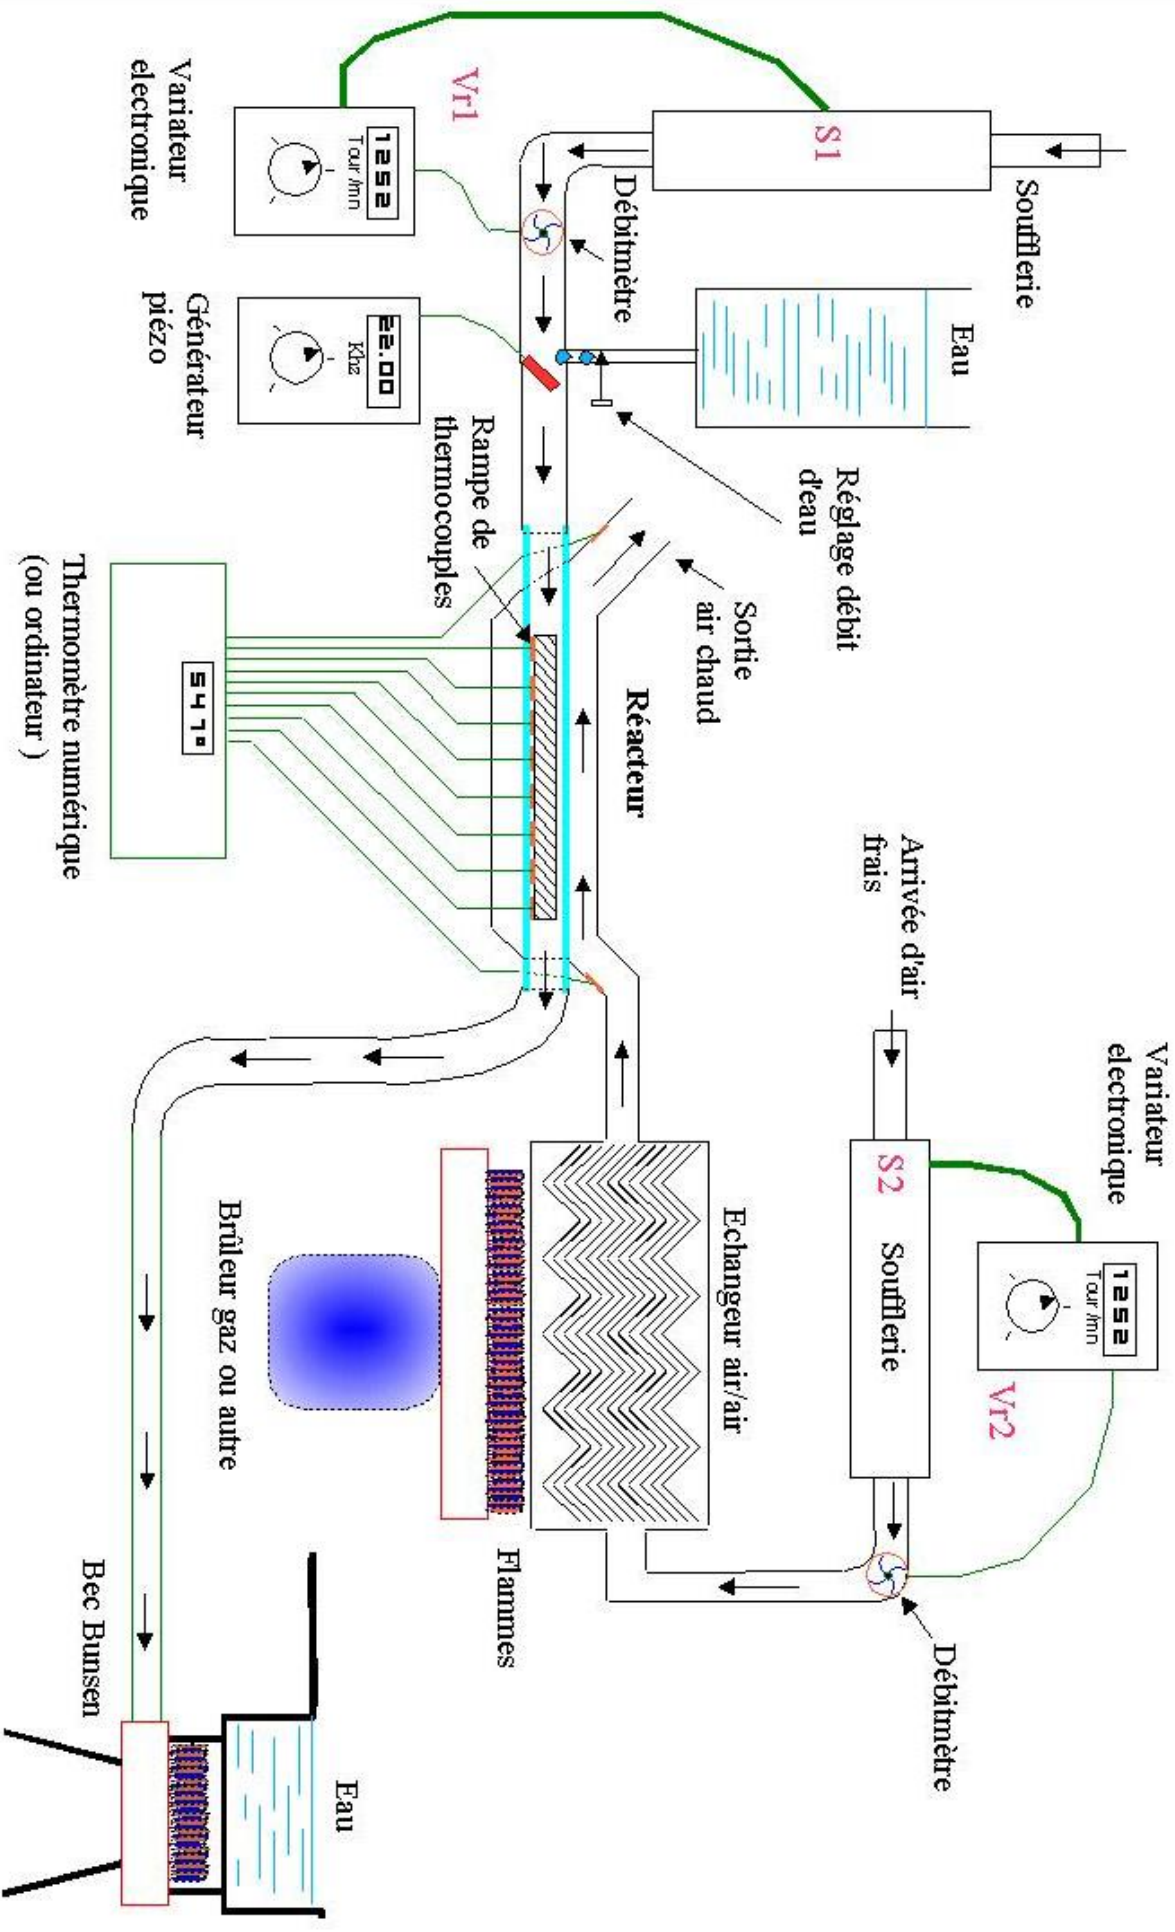 Soufflerie
S1
Vr1
Variateur
electronique
1252
Tour /mn
Débitmètre
Eau
Réglage débit
d'eau
Générateur
piézo
22.00
Khz
Rampe de
thermocouples
Sortie
air chaud
Réacteur
Thermomètre numérique
(ou ordinateur )
547°
Arrivée d'air
frais
Variateur
electronique
S2
Soufflerie
1252
Tour /mn
Vr2
Débitmètre
Echangeur air/air
Flammes
Brûleur gaz ou autre
Bec Bunsen
Eau